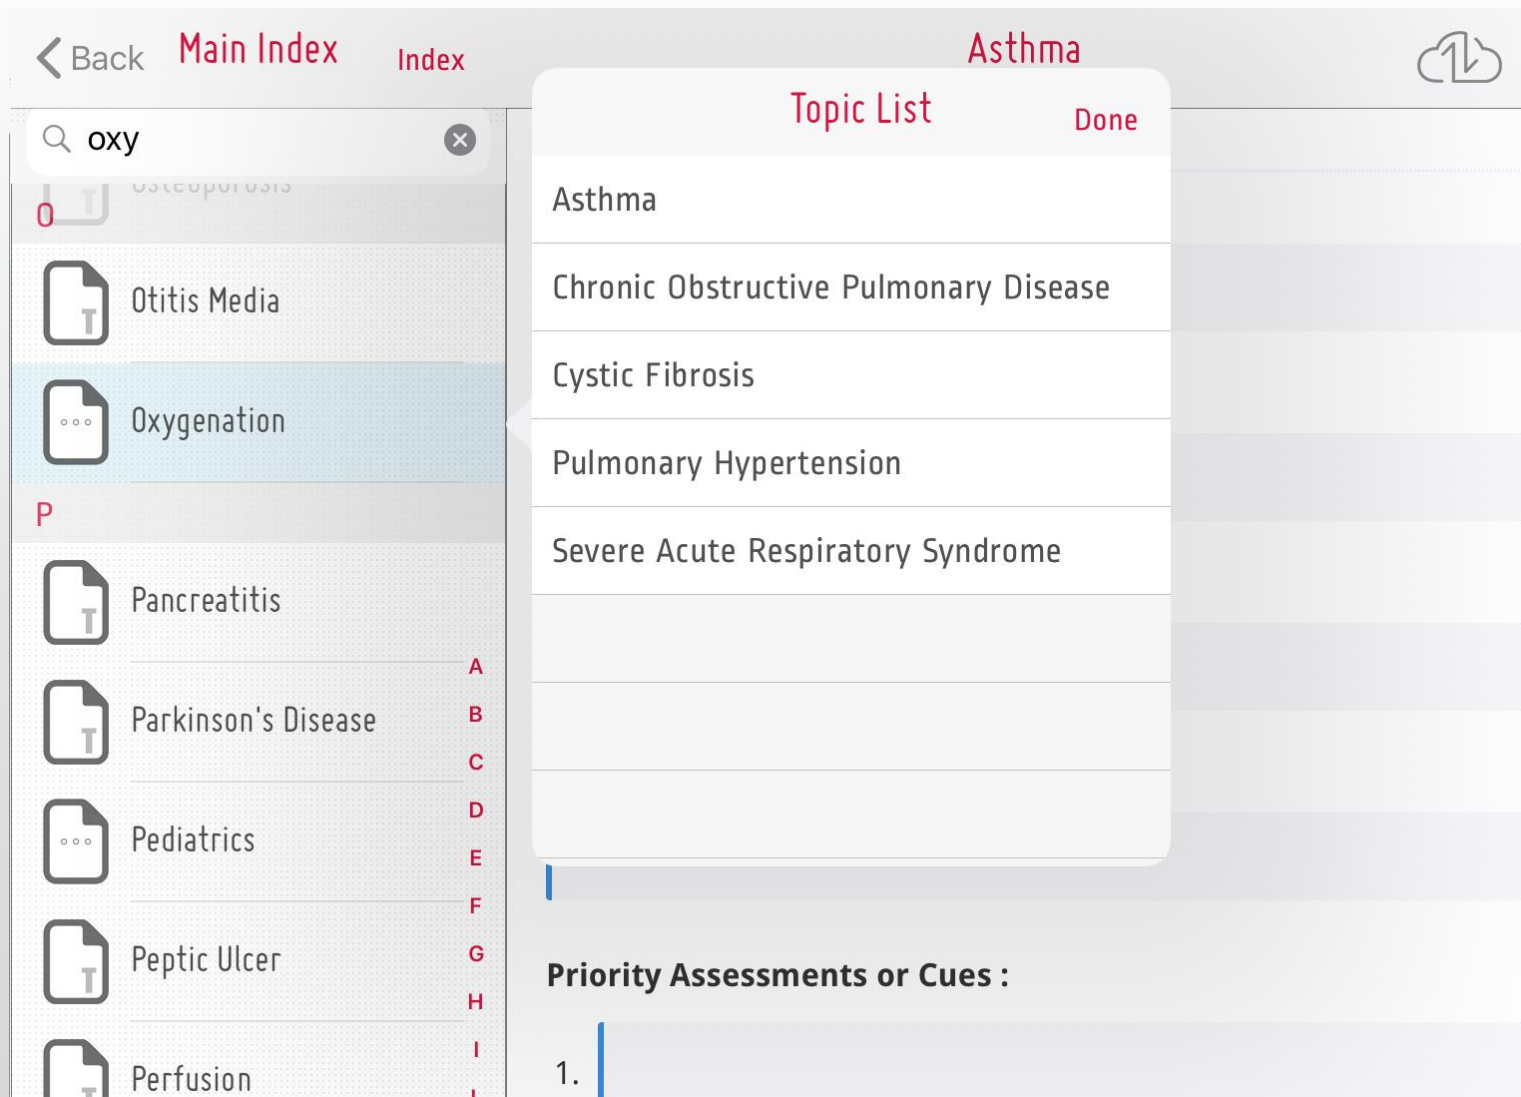 Back
Main Index
Index
Asthma
oxy
Osteoporosis
O
Otitis Media
Oxygenation
P
Pancreatitis
Parkinson's Disease
Pediatrics
Peptic Ulcer
Perfusion
A
B
C
D
E
F
G
H
I
Topic List
Done
Asthma
Chronic Obstructive Pulmonary Disease
Cystic Fibrosis
Pulmonary Hypertension
Severe Acute Respiratory Syndrome
Priority Assessments or Cues :
1.